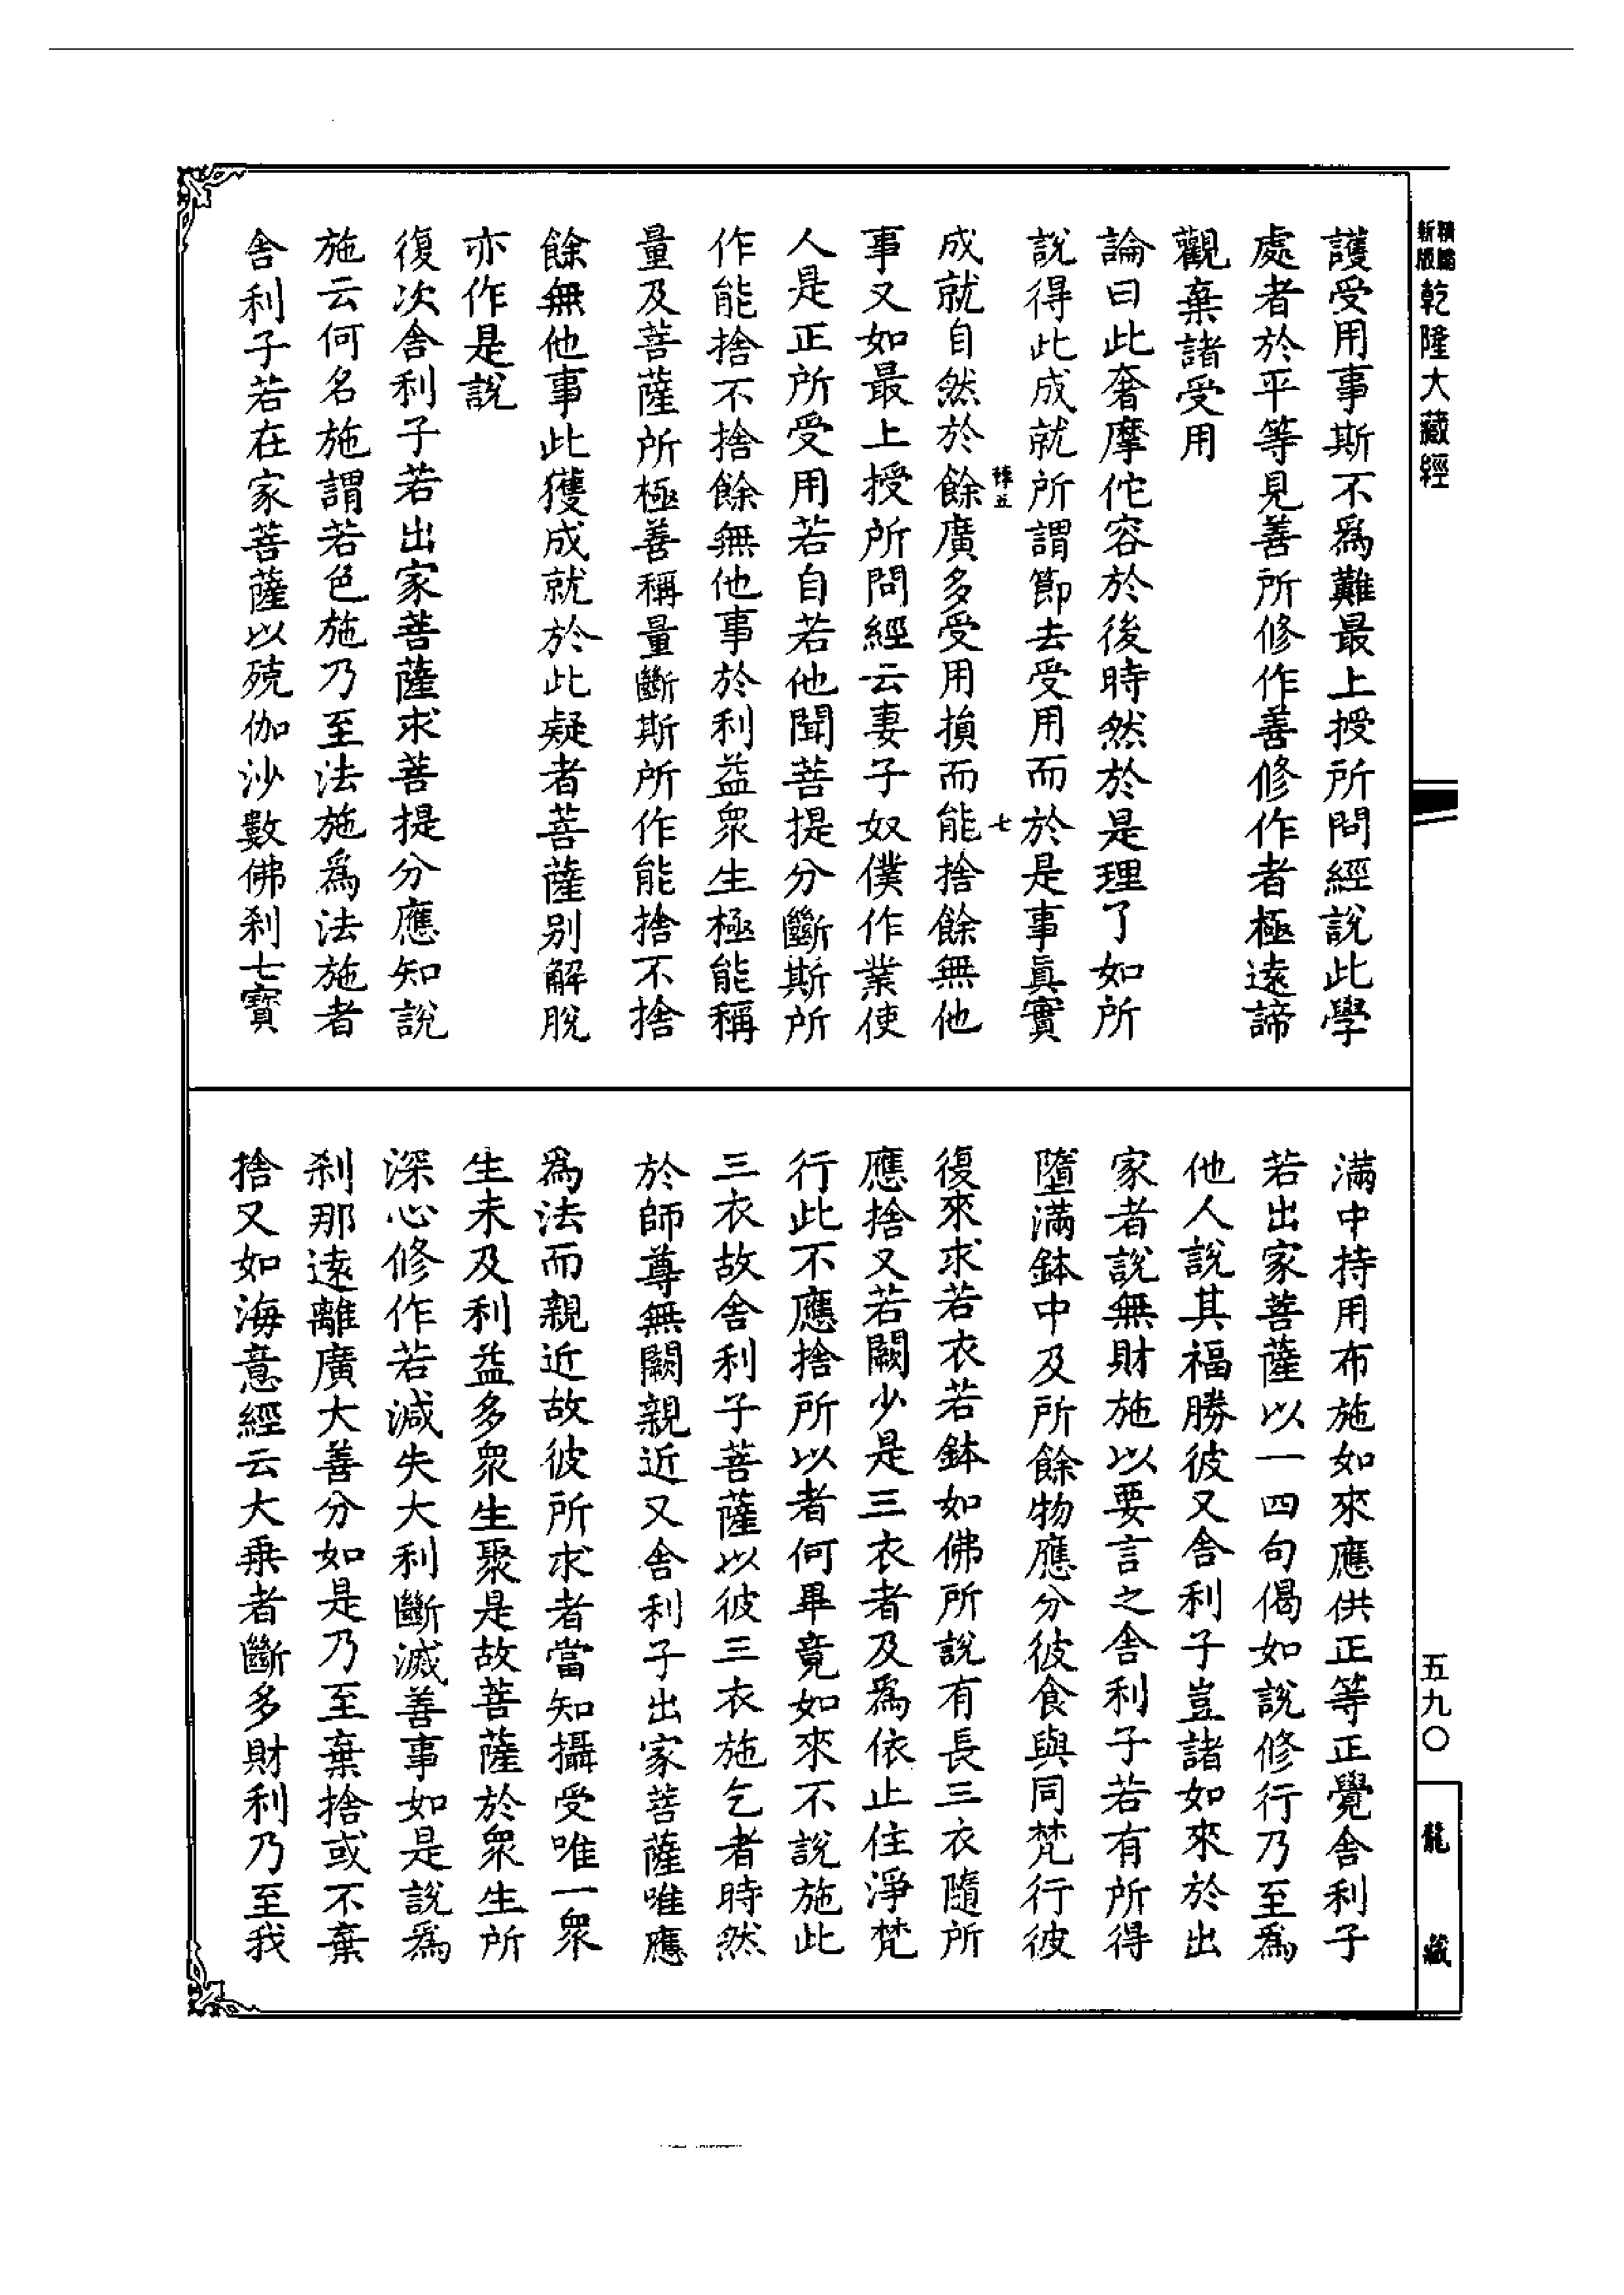 精編
新版
乾隆大藏經
五九〇
龍藏
護受用事斯不爲難最上授所問經說此學
處者於平等見善所修作善修作者極遠諦
觀棄諸受用
論曰此奢摩佗容於後時然於是理了如所
說得此成就所謂節去受用而於是事眞實
七
成就自然於餘廣多受用損而能捨餘無他
事又如最上授所問經云妻子奴僕作業使
人是正所受用若自若他聞菩提分斷斯所
作能捨不捨餘無他事於利益衆生極能稱
量及菩薩所極善稱量斷斯所作能捨不捨
餘無他事此獲成就於此疑者菩薩別解脫
亦作是說
復次舍利子若出家菩薩求菩提分應知說
施云何名施謂若色施乃至法施爲法施者
舍利子若在家菩薩以殑伽沙數佛刹七寶
滿中持用布施如來應供正等正覺舍利子
若出家菩薩以一四句偈如說修行乃至爲
他人說其福勝彼又舍利子豈諸如來於出
家者說無財施以要言之舍利子若有所得
墮滿鉢中及所餘物應分彼食與同梵行彼
復來求若衣若鉢如佛所說有長三衣隨所
應捨又若闕少是三衣者及爲依止住淨梵
行此不應捨所以者何畢竟如來不說施此
三衣故舍利子菩薩以彼三衣施乞者時然
於師尊無闕親近又舍利子出家菩薩唯應
爲法而親近故彼所求者當知攝受唯一衆
生未及利益多衆生聚是故菩薩於衆生所
深心修作若減失大利斷滅善事如是說爲
刹那遠離廣大善分如是乃至棄捨或不棄
捨又如海意經云大乘者斷多財利乃至我